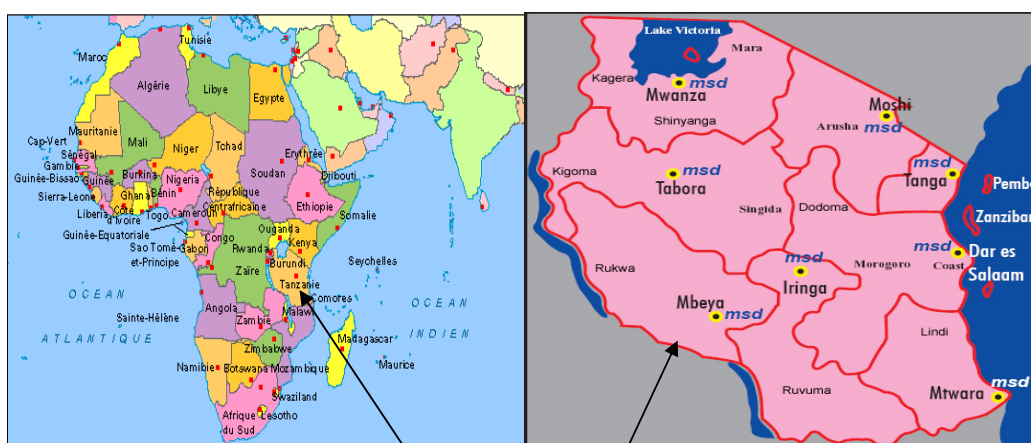 Maroc
Tunisie
Algérie
Libye
Egypte
Mauritanie
Mali
Niger
Tchad
Soudan
Erythrée
Djibouti
Cap-Vert
Sénégal
Gambie
Guinée-Bissao
Guinée
Burkina
Bénin
Nigeria
Sierra-Leone
Liberia
Côte
d'Ivoire
Ghana
Togo
Cameroun
République
Centrafricaine
Ethiopie
Somalie
Guinée-Equatoriale
Sao Tomé-
et-Principe
Gabon
Congo
Zaïre
Rwanda
Burundi
Ouganda
Kenya
Tanzanie
Seychelles
Comores
OCEAN
ATLANTIQUE
Sainte-Hélène
OCEAN
INDIEN
Angola
Zambie
Malawi
Zimbabwe
Mozambique
Madagascar
Maurice
Namibie
Botswana
Swaziland
Lesotho
Afrique
du Sud
Lake Victoria
Mara
Kagera
msd
Mwanza
Shinyanga
Moshi
Arusha
msd
Kigoma
Tabora
msd
Singida
Dodoma
msd
Tanga
Pemb
Zanzibar
Rukwa
msd
Iringa
Morogoro
msd
Coast
Dar es
Salaam
Mbeya
msd
Lindi
Ruvuma
msd
Mtwara